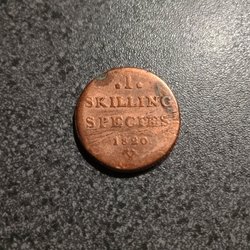 .1.
SKILLING
SPECIES
1820